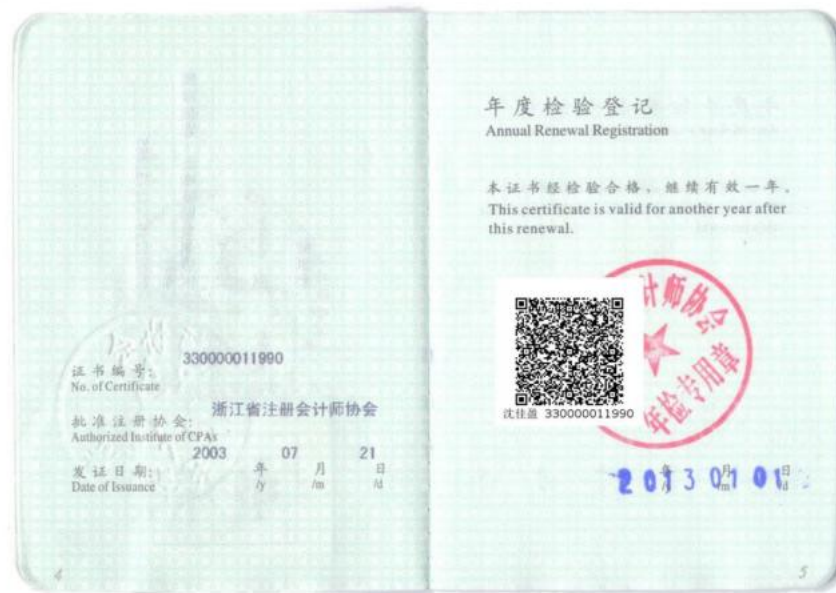 证书编号: 330000011990
No. of Certificate
批准注册协会: 浙江省注册会计师协会
Authorized Institute of CPAs
发证日期: 2003 年 07 月 21 日
Date of Issuance /y /m /d
4
年度检验登记
Annual Renewal Registration
本证书经检验合格，继续有效一年。
This certificate is valid for another year after
this renewal.
计师协会
年检专用章
沈佳盈 330000011990
2013 年 01 月 01 日
/y /m /d
5